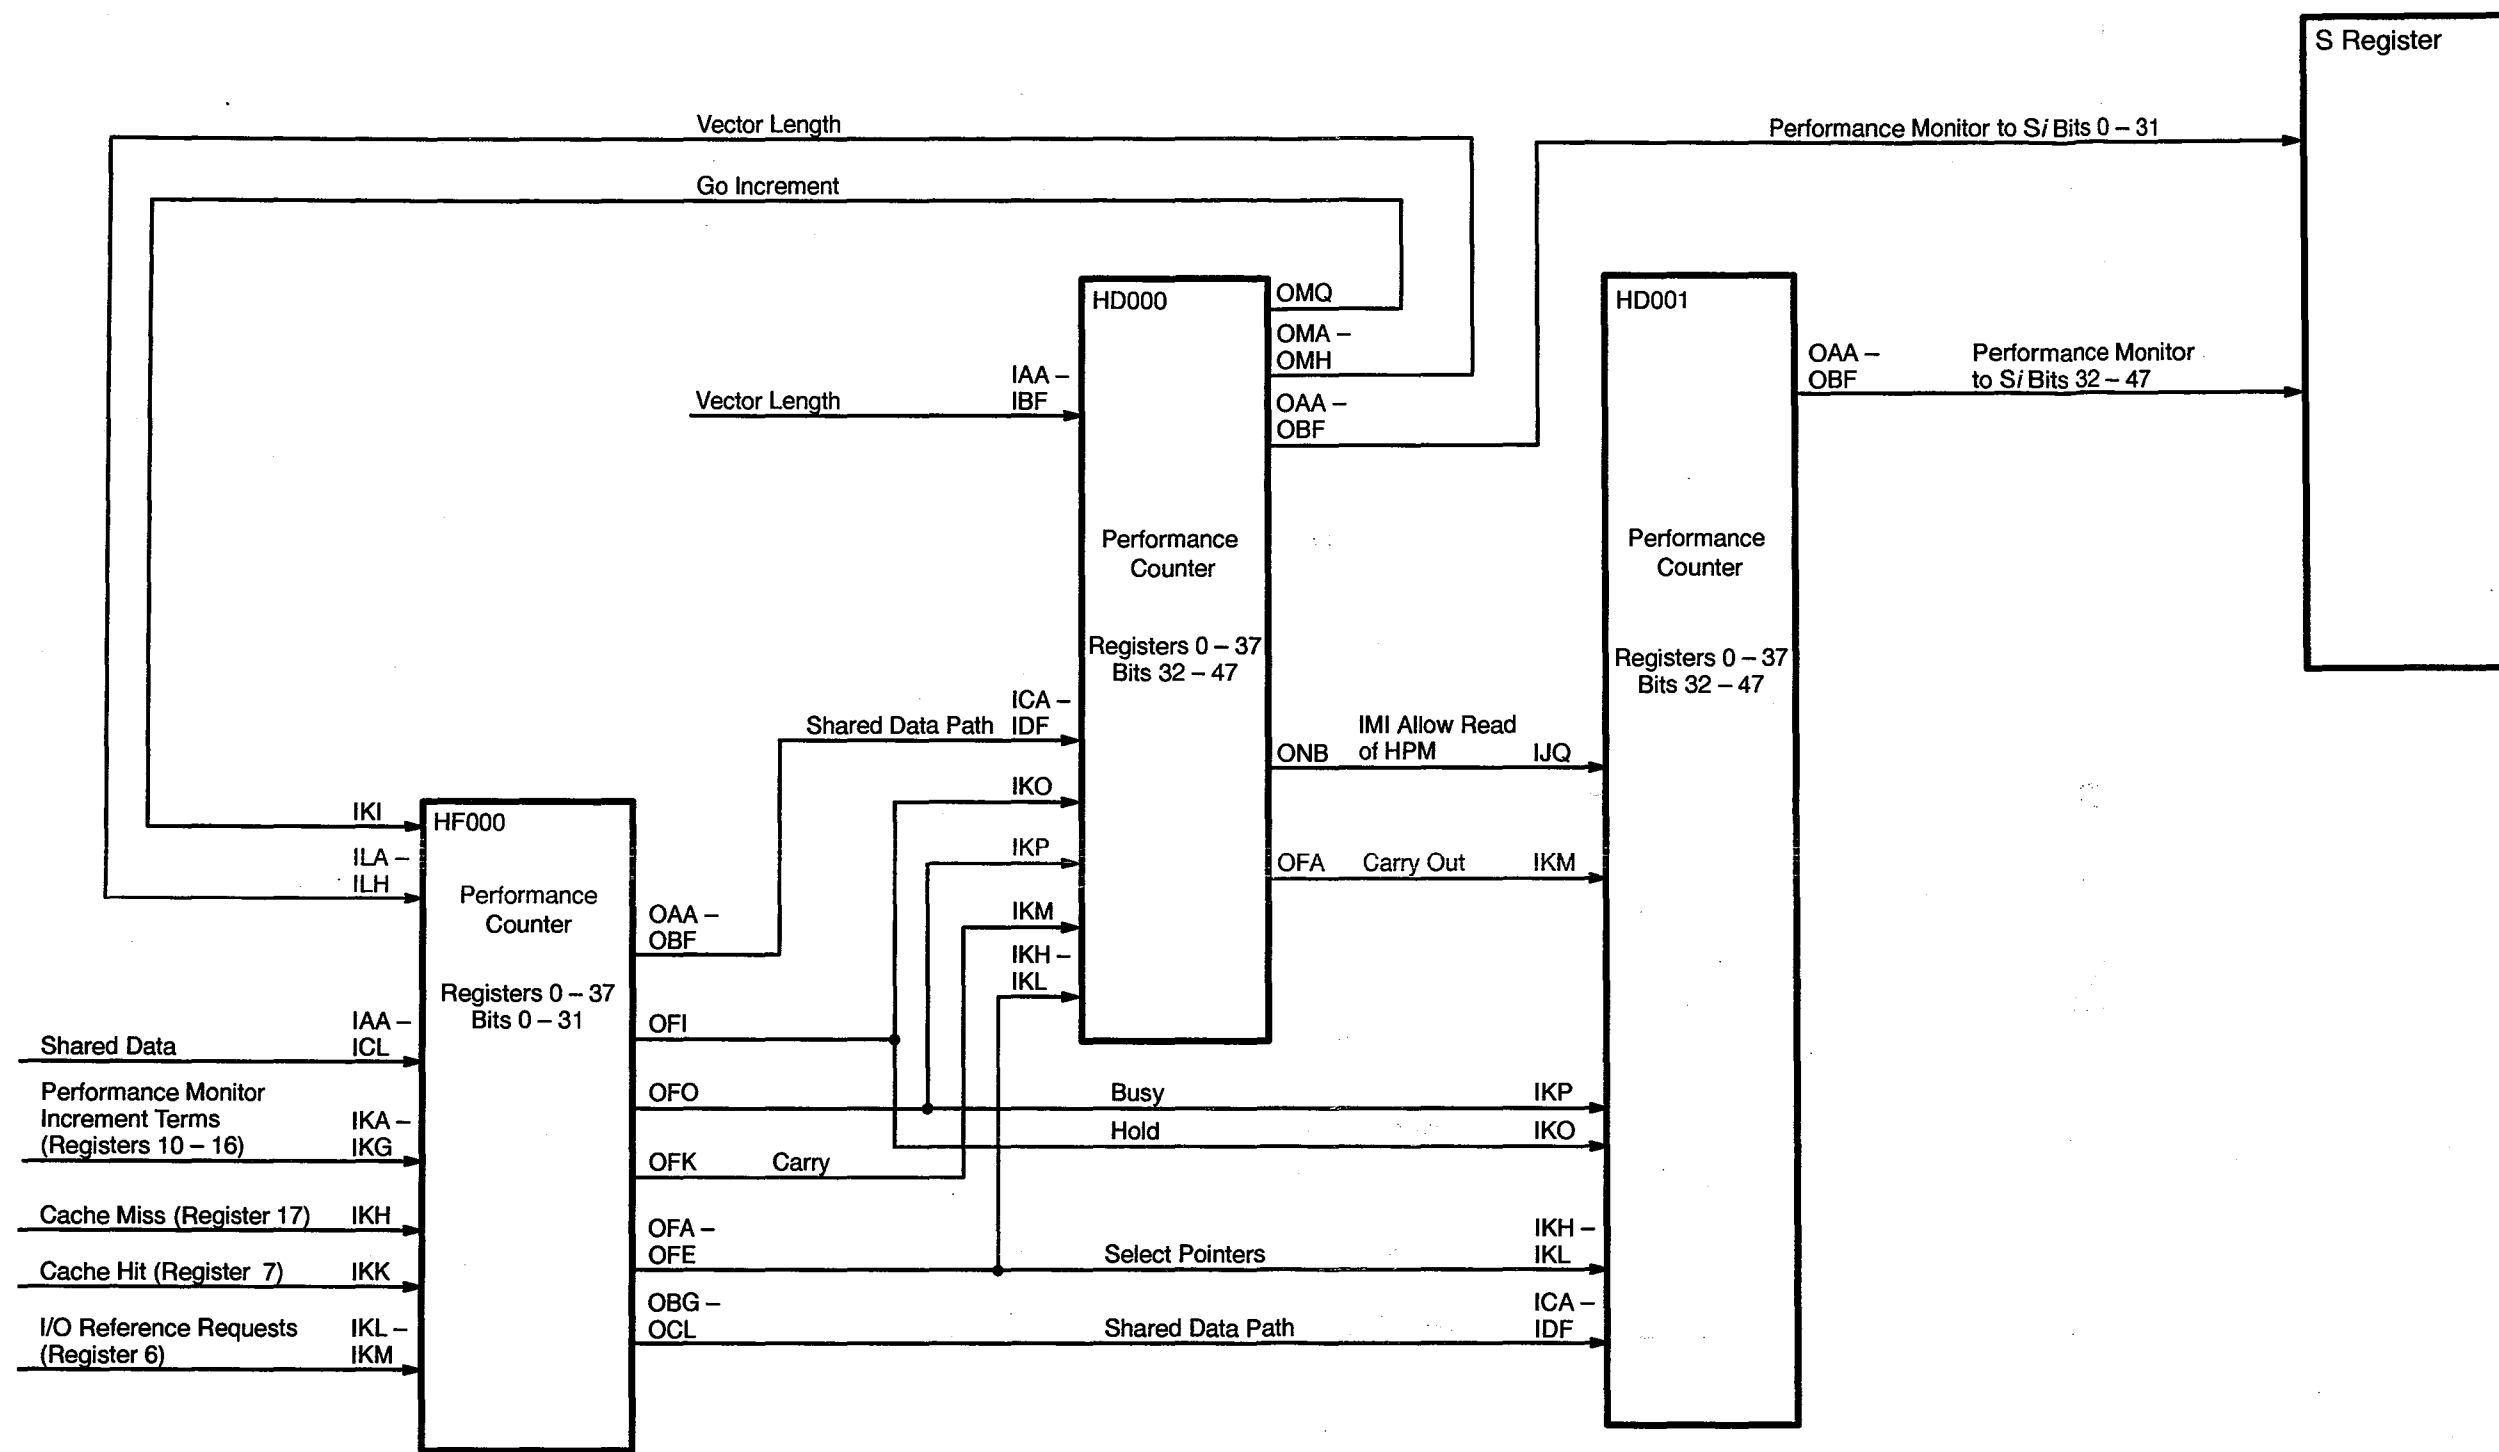 S Register
Vector Length
Performance Monitor to Si Bits 0 – 31
Go Increment
HD000
OMQ
OMA –
OMH
OAA –
OBF
IAA –
IBF
Vector Length
HD001
OAA –
OBF
Performance Monitor
to Si Bits 32 – 47
Performance
Counter
Registers 0 – 37
Bits 32 – 47
Performance
Counter
Registers 0 – 37
Bits 32 – 47
ICA –
Shared Data Path IDF
IKO
IKP
IKM
IKH –
IKL
ONB
IMI Allow Read
of HPM
IJQ
OFA Carry Out IKM
IKI
ILA –
ILH
HF000
Performance
Counter
Registers 0 – 37
Bits 0 – 31
OAA –
OBF
OFI
OFO Busy IKP
Hold IKO
OFK Carry
OFA –
OFE
Select Pointers
IKH –
IKL
OBG –
OCL
Shared Data Path
ICA –
IDF
IAA –
Shared Data ICL
Performance Monitor
Increment Terms IKA –
(Registers 10 – 16) IKG
Cache Miss (Register 17) IKH
Cache Hit (Register 7) IKK
I/O Reference Requests IKL –
(Register 6) IKM